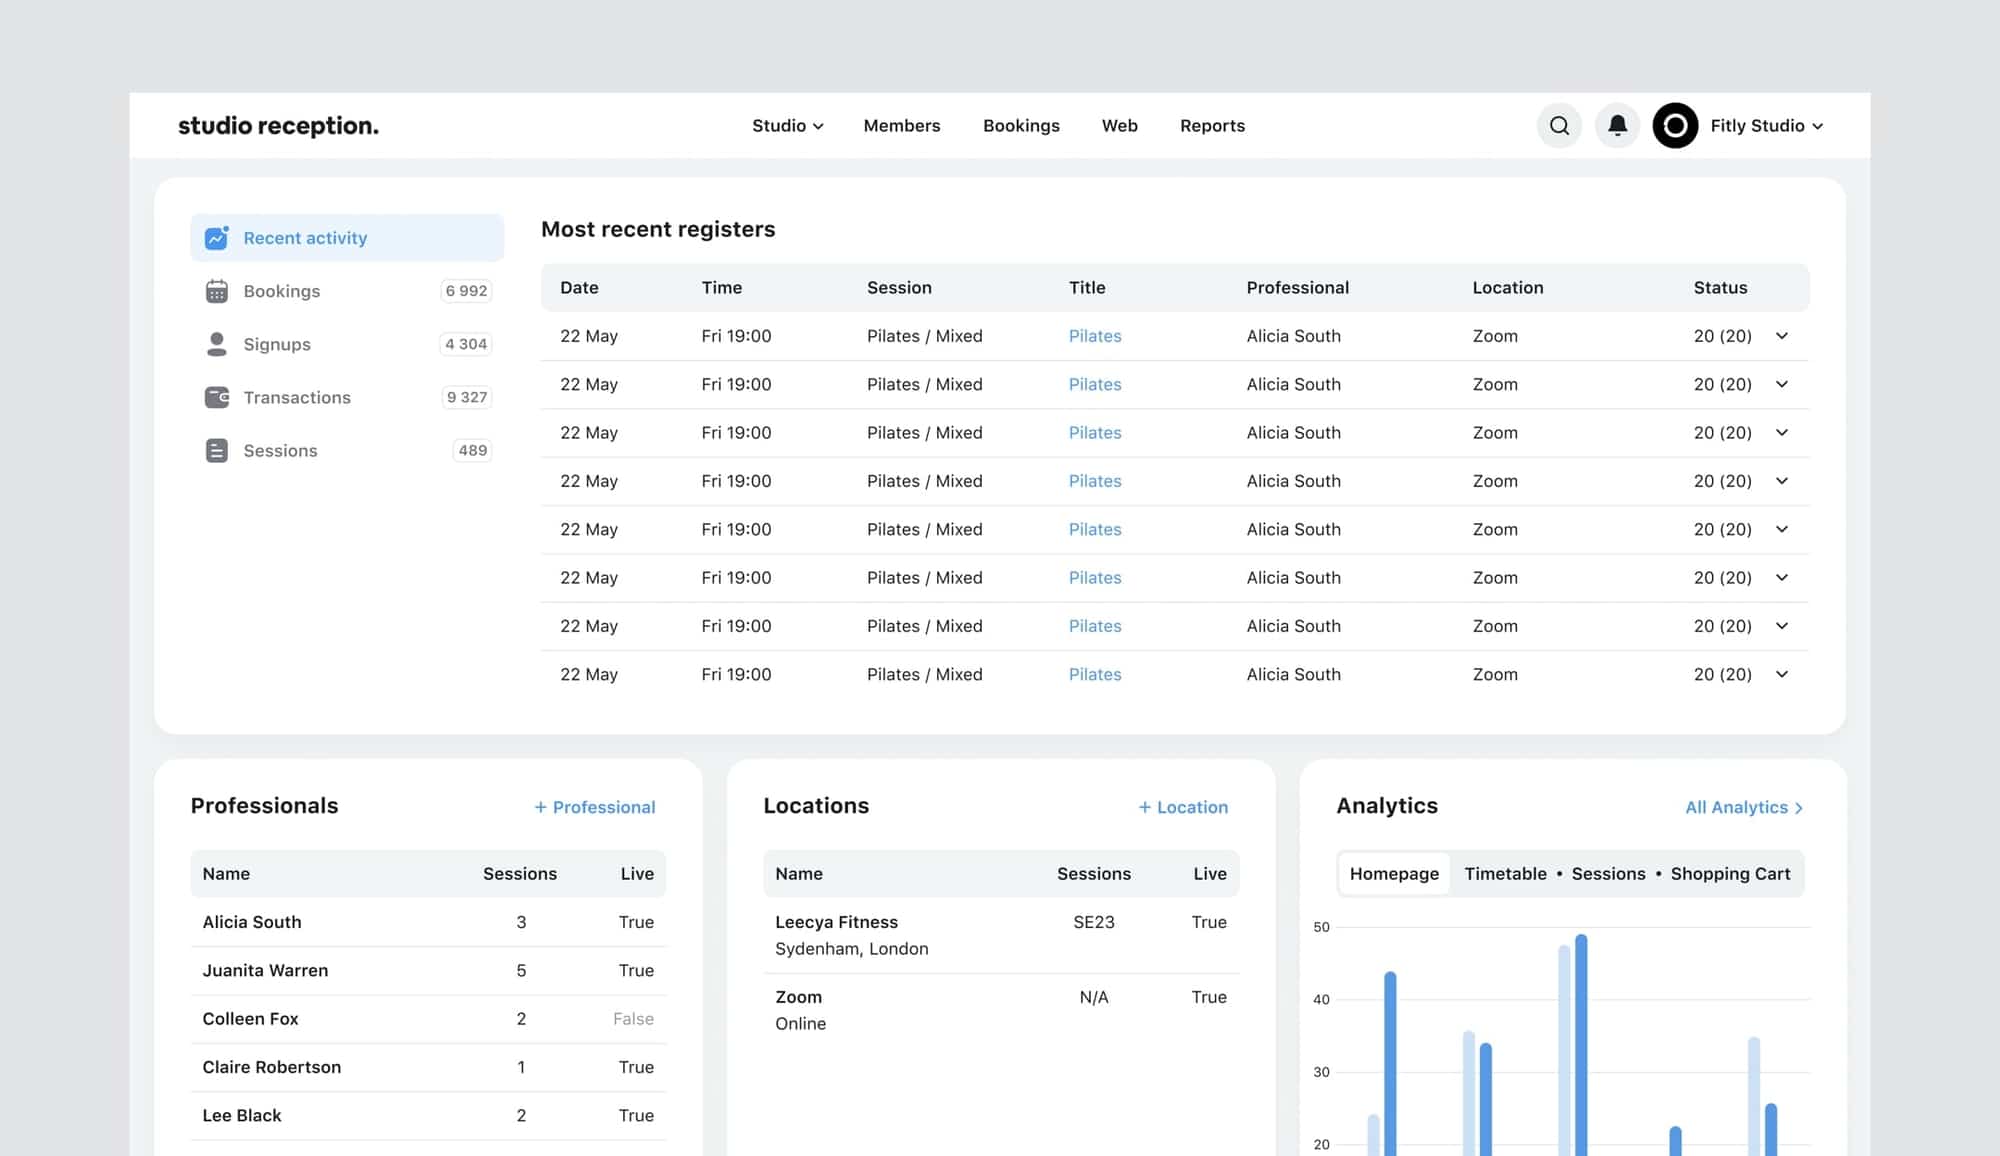 studio reception.
Studio Members Bookings Web Reports
Fitly Studio
Recent activity
Bookings 6 992
Signups 4 304
Transactions 9 327
Sessions 489
Most recent registers
Date Time Session Title Professional Location Status
22 May Fri 19:00 Pilates / Mixed Pilates Alicia South Zoom 20 (20)
22 May Fri 19:00 Pilates / Mixed Pilates Alicia South Zoom 20 (20)
22 May Fri 19:00 Pilates / Mixed Pilates Alicia South Zoom 20 (20)
22 May Fri 19:00 Pilates / Mixed Pilates Alicia South Zoom 20 (20)
22 May Fri 19:00 Pilates / Mixed Pilates Alicia South Zoom 20 (20)
22 May Fri 19:00 Pilates / Mixed Pilates Alicia South Zoom 20 (20)
22 May Fri 19:00 Pilates / Mixed Pilates Alicia South Zoom 20 (20)
22 May Fri 19:00 Pilates / Mixed Pilates Alicia South Zoom 20 (20)
Professionals + Professional
Name Sessions Live
Alicia South 3 True
Juanita Warren 5 True
Colleen Fox 2 False
Claire Robertson 1 True
Lee Black 2 True
Locations + Location
Name Sessions Live
Leecya Fitness SE23 True
Sydenham, London
Zoom N/A True
Online
Analytics All Analytics
Homepage Timetable • Sessions • Shopping Cart
50
40
30
20